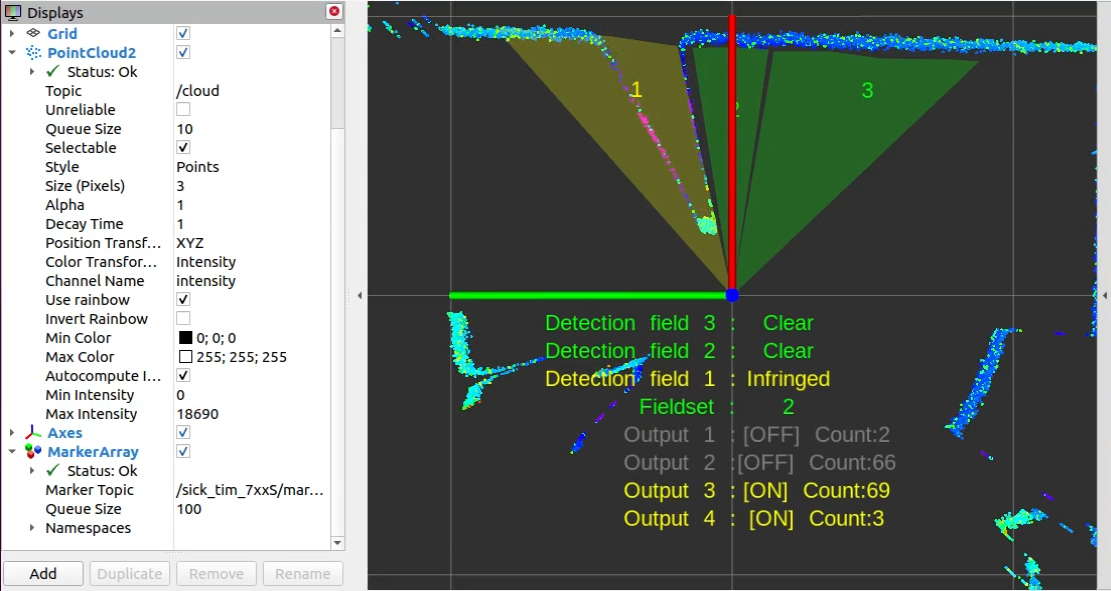 Displays
Grid
PointCloud2
Status: Ok
Topic /cloud
Unreliable
Queue Size 10
Selectable
Style Points
Size (Pixels) 3
Alpha 1
Decay Time 1
Position Transf... XYZ
Color Transfor... Intensity
Channel Name intensity
Use rainbow
Invert Rainbow
Min Color 0; 0; 0
Max Color 255; 255; 255
Autocompute I...
Min Intensity 0
Max Intensity 18690
Axes
MarkerArray
Status: Ok
Marker Topic /sick_tim_7xxS/mar...
Queue Size 100
Namespaces
Add Duplicate Remove Rename
1 2 3
Detection field 3 : Clear
Detection field 2 : Clear
Detection field 1 : Infringed
Fieldset : 2
Output 1 : [OFF] Count:2
Output 2 :[OFF] Count:66
Output 3 : [ON] Count:69
Output 4 : [ON] Count:3